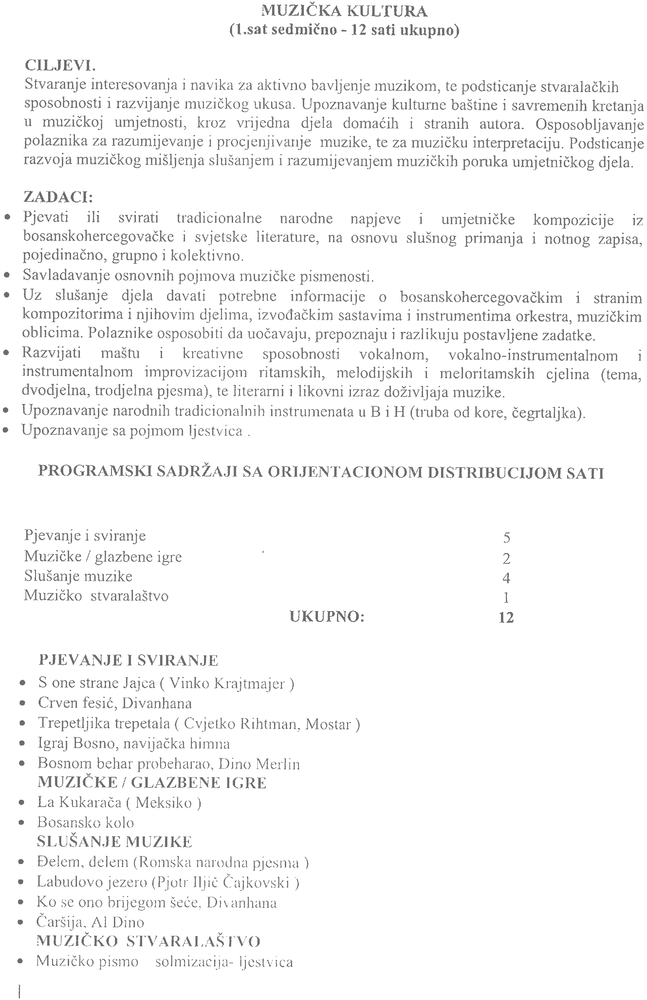 MUZIČKA KULTURA
(1.sat sedmično - 12 sati ukupno)
CILJEVI.
Stvaranje interesovanja i navika za aktivno bavljenje muzikom, te podsticanje stvaralačkih
sposobnosti i razvijanje muzičkog ukusa. Upoznavanje kulturne baštine i savremenih kretanja
u muzičkoj umjetnosti, kroz vrijedna djela domaćih i stranih autora. Osposobljavanje
polaznika za razumijevanje i procjenjivanje muzike, te za muzičku interpretaciju. Podsticanje
razvoja muzičkog mišljenja slušanjem i razumijevanjem muzičkih poruka umjetničkog djela.
ZADACI:
• Pjevati ili svirati tradicionalne narodne napjeve i umjetničke kompozicije iz
bosanskohercegovačke i svjetske literature, na osnovu slušnog primanja i notnog zapisa,
pojedinačno, grupno i kolektivno.
• Savladavanje osnovnih pojmova muzičke pismenosti.
• Uz slušanje djela davati potrebne informacije o bosanskohercegovačkim i stranim
kompozitorima i njihovim djelima, izvođačkim sastavima i instrumentima orkestra, muzičkim
oblicima. Polaznike osposobiti da uočavaju, prepoznaju i razlikuju postavljene zadatke.
• Razvijati maštu i kreativne sposobnosti vokalnom, vokalno-instrumentalnom i
instrumentalnom improvizacijom ritamskih, melodijskih i meloritamskih cjelina (tema,
dvodjelna, trodjelna pjesma), te literarni i likovni izraz doživljaja muzike.
• Upoznavanje narodnih tradicionalnih instrumenata u B i H (truba od kore, čegrtaljka).
• Upoznavanje sa pojmom ljestvica .
PROGRAMSKI SADRŽAJI SA ORIJENTACIONOM DISTRIBUCIJOM SATI
Pjevanje i sviranje 5
Muzičke / glazbene igre 2
Slušanje muzike 4
Muzičko stvaralaštvo 1
UKUPNO: 12
PJEVANJE I SVIRANJE
• S one strane Jajca ( Vinko Krajtmajer )
• Crven fesić, Divanhana
• Trepetljika trepetala ( Cvjetko Rihtman, Mostar )
• Igraj Bosno, navijačka himna
• Bosnom behar probeharao, Dino Merlin
MUZIČKE / GLAZBENE IGRE
• La Kukarača ( Meksiko )
• Bosansko kolo
SLUŠANJE MUZIKE
• Đelem, đelem (Romska narodna pjesma )
• Labudovo jezero (Pjotr Iljič Čajkovski )
• Ko se ono brijegom šeće, Divanhana
• Čaršija, Al Dino
MUZIČKO STVARALAŠTVO
• Muzičko pismo solmizacija- ljestvica